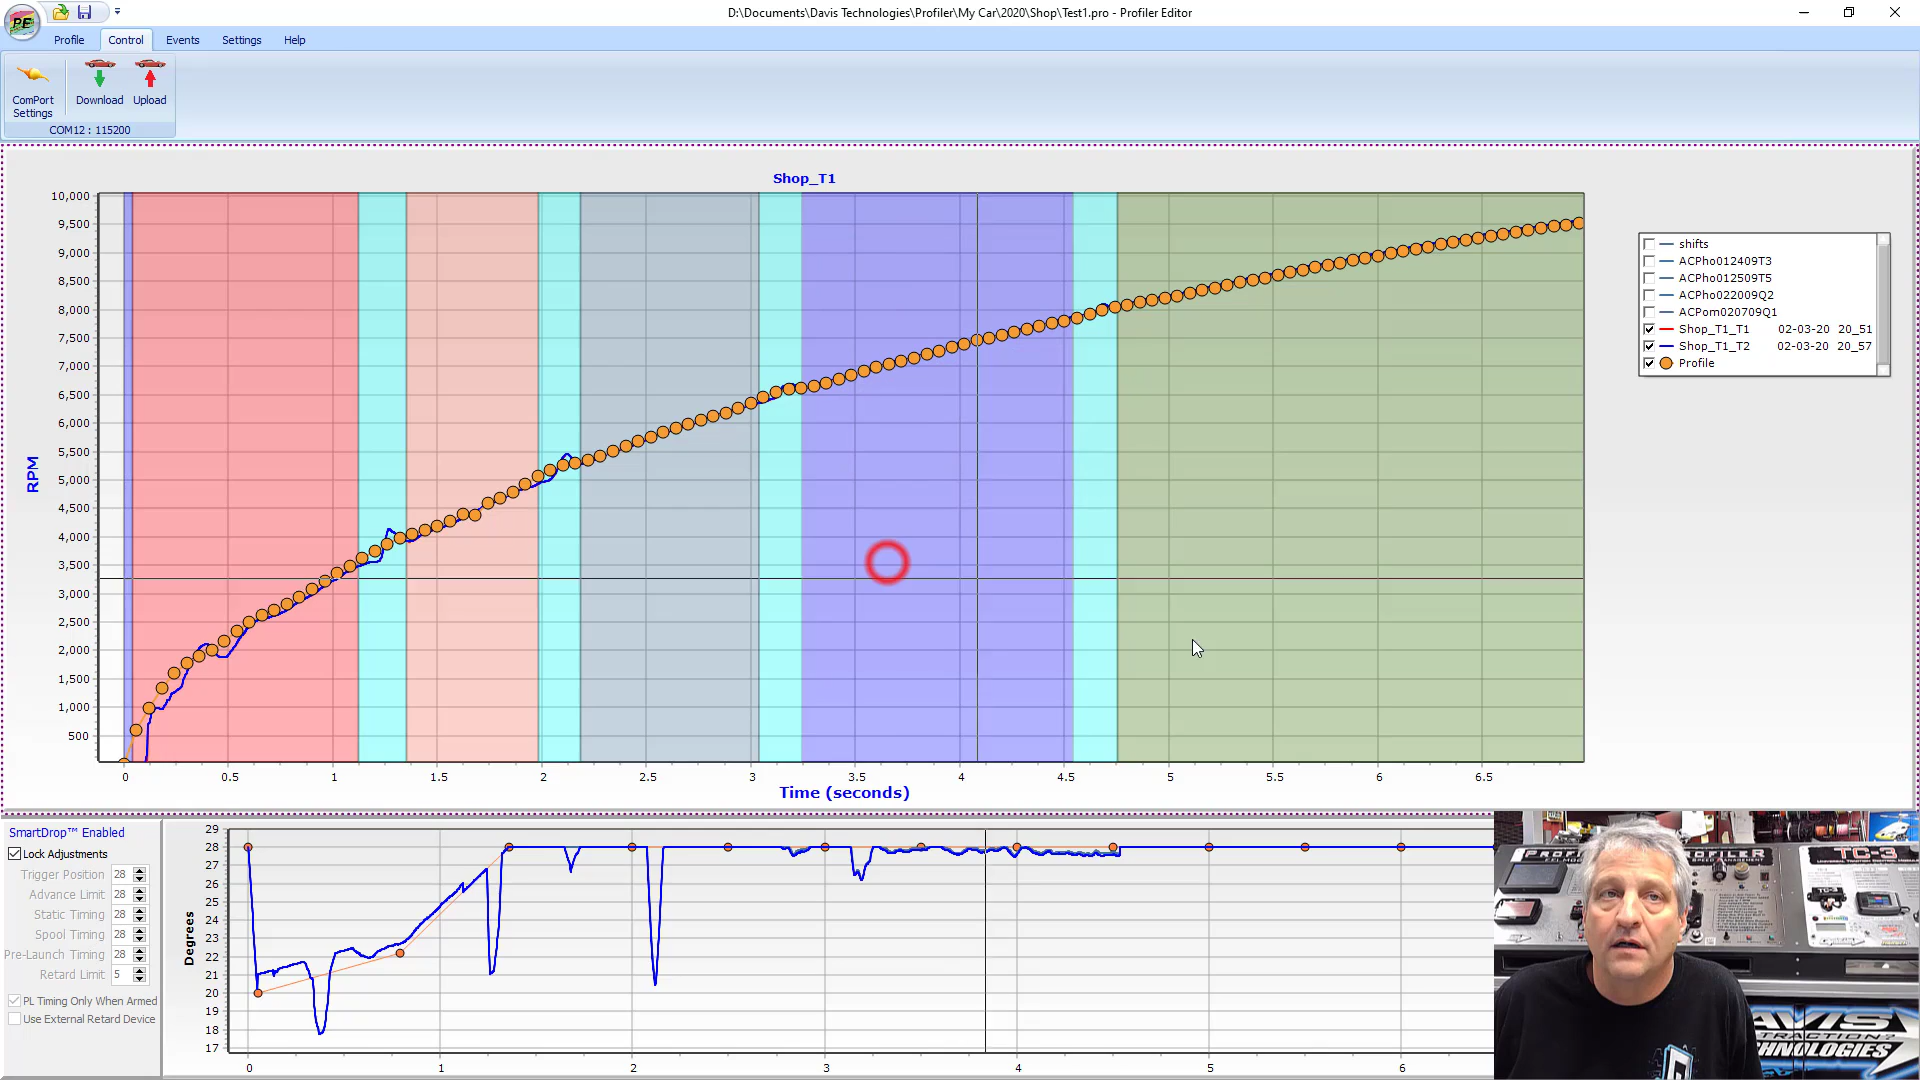 D:\Documents\Davis Technologies\Profiler\My Car\2020\Shop\Test1.pro - Profiler Editor
PE
Profile Control Events Settings Help
ComPort Settings
Download
Upload
COM12 : 115200
Shop_T1
10,000
9,500
9,000
8,500
8,000
7,500
7,000
6,500
6,000
5,500
5,000
4,500
4,000
3,500
3,000
2,500
2,000
1,500
1,000
500
RPM
0 0.5 1 1.5 2 2.5 3 3.5 4 4.5 5 5.5 6 6.5
Time (seconds)
shifts
ACPho012409T3
ACPho012509T5
ACPho022009Q2
ACPom020709Q1
Shop_T1_T1 02-03-20 20_51
Shop_T1_T2 02-03-20 20_57
Profile
SmartDrop™ Enabled
Lock Adjustments
Trigger Position 28
Advance Limit 28
Static Timing 28
Spool Timing 28
Pre-Launch Timing 28
Retard Limit 5
PL Timing Only When Armed
Use External Retard Device
29
28
27
26
25
24
23
22
21
20
19
18
17
Degrees
0 1 2 3 4 5 6
TC-3